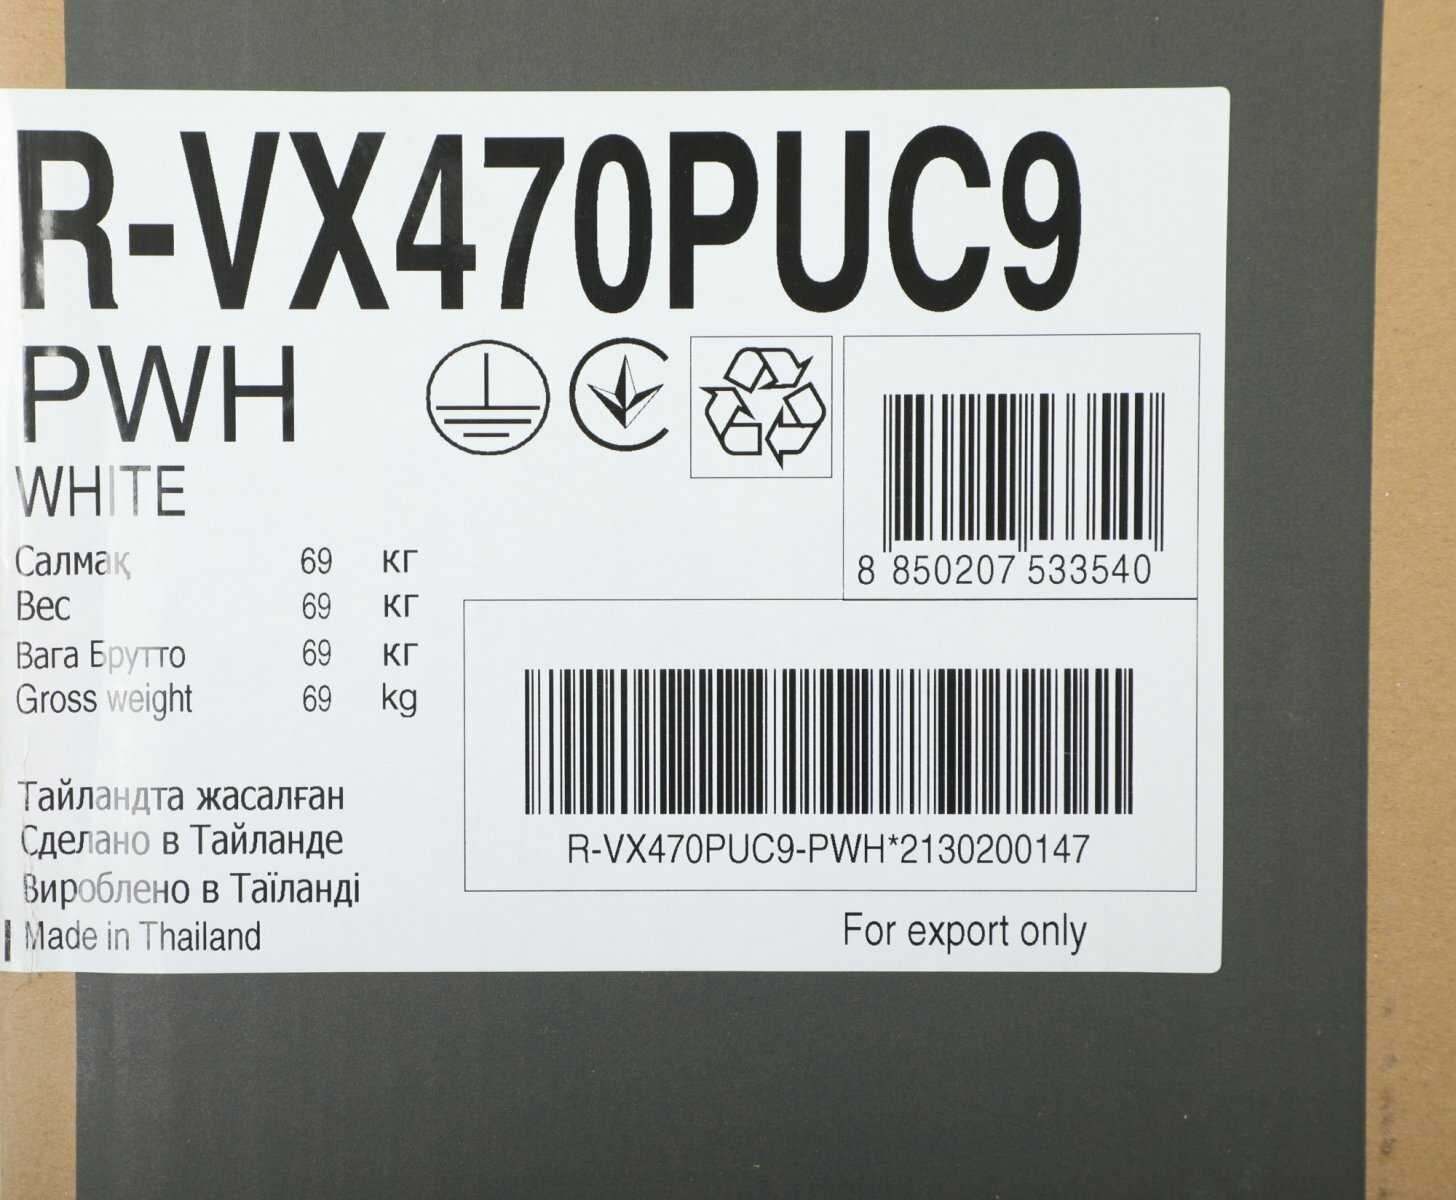 R-VX470PUC9
PWH
WHITE
8 850207 533540
Салмақ 69 кг
Вес 69 кг
Вага Брутто 69 кг
Gross weight 69 kg
R-VX470PUC9-PWH*2130200147
Тайландта жасалған
Сделано в Тайланде
Вироблено в Таїланді
Made in Thailand
For export only